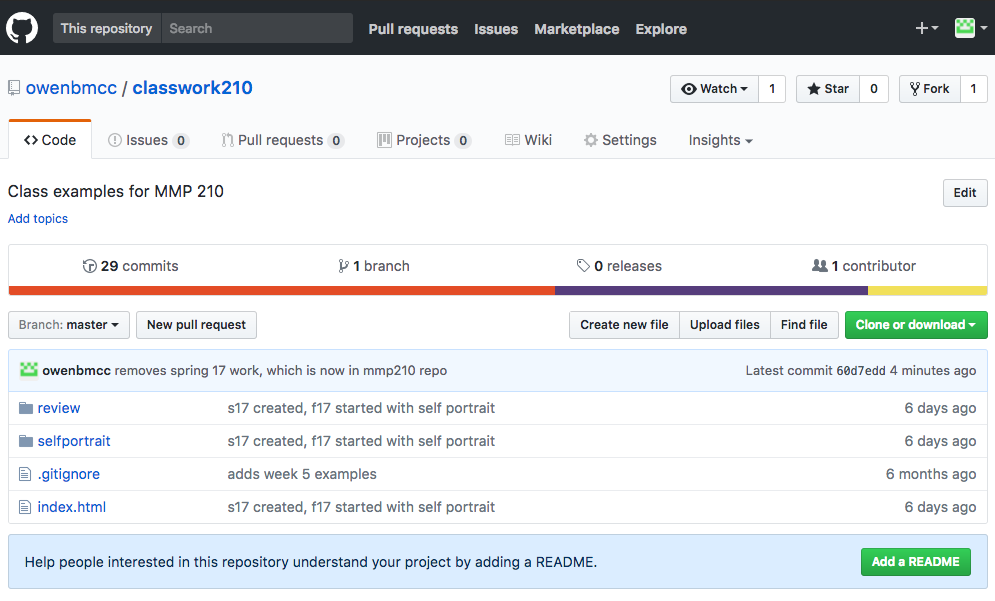 This repository Search Pull requests Issues Marketplace Explore
owenbmcc / classwork210 Watch 1 Star 0 Fork 1
Code Issues 0 Pull requests 0 Projects 0 Wiki Settings Insights
Class examples for MMP 210 Edit
Add topics
29 commits 1 branch 0 releases 1 contributor
Branch: master New pull request Create new file Upload files Find file Clone or download
owenbmcc removes spring 17 work, which is now in mmp210 repo Latest commit 60d7edd 4 minutes ago
review s17 created, f17 started with self portrait 6 days ago
selfportrait s17 created, f17 started with self portrait 6 days ago
.gitignore adds week 5 examples 6 months ago
index.html s17 created, f17 started with self portrait 6 days ago
Help people interested in this repository understand your project by adding a README. Add a README